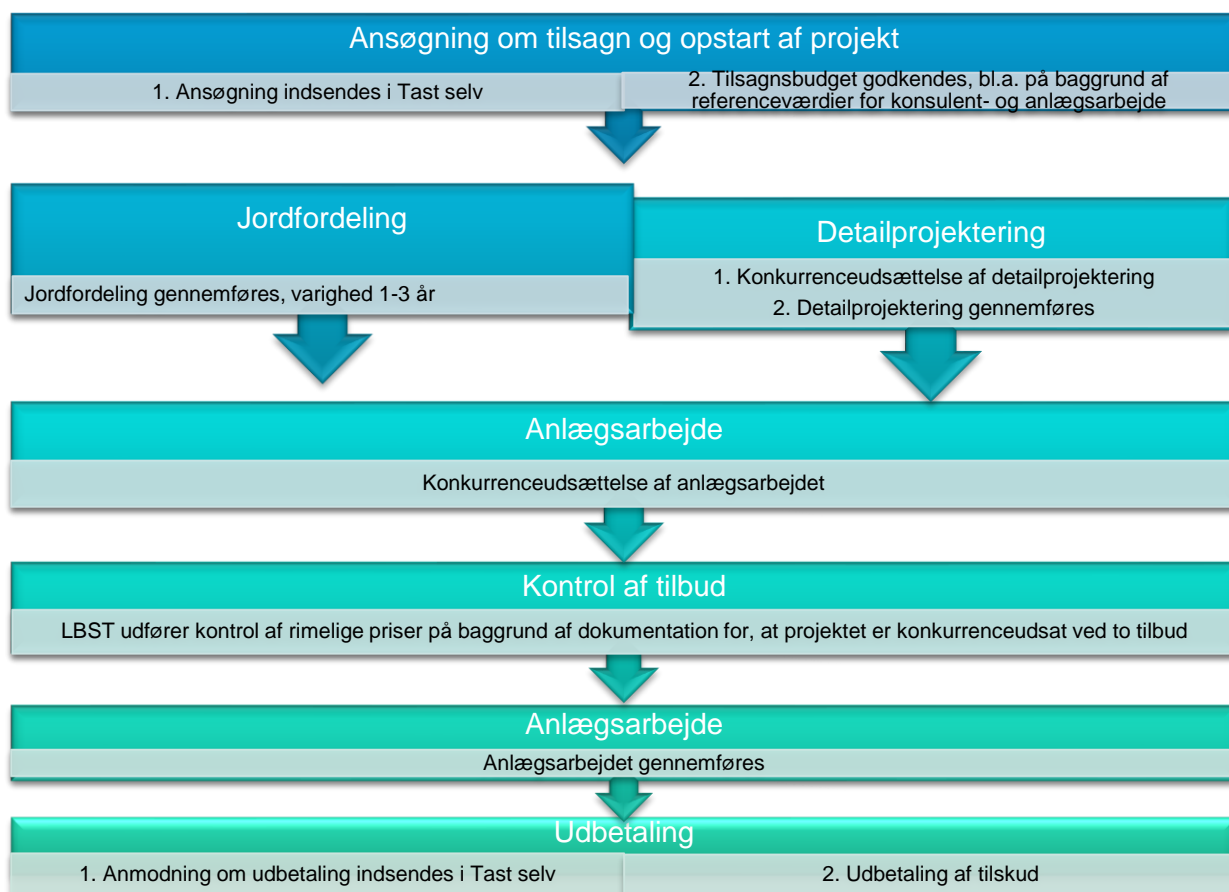 Ansøgning om tilsagn og opstart af projekt
1. Ansøgning indsendes i Tast selv
2. Tilsagnsbudget godkendes, bl.a. på baggrund af
referenceværdier for konsulent- og anlægsarbejde
Jordfordeling
Jordfordeling gennemføres, varighed 1-3 år
Detailprojektering
1. Konkurrenceudsættelse af detailprojektering
2. Detailprojektering gennemføres
Anlægsarbejde
Konkurrenceudsættelse af anlægsarbejdet
Kontrol af tilbud
LBST udfører kontrol af rimelige priser på baggrund af dokumentation for, at projektet er konkurrenceudsat ved to tilbud
Anlægsarbejde
Anlægsarbejdet gennemføres
Udbetaling
1. Anmodning om udbetaling indsendes i Tast selv
2. Udbetaling af tilskud